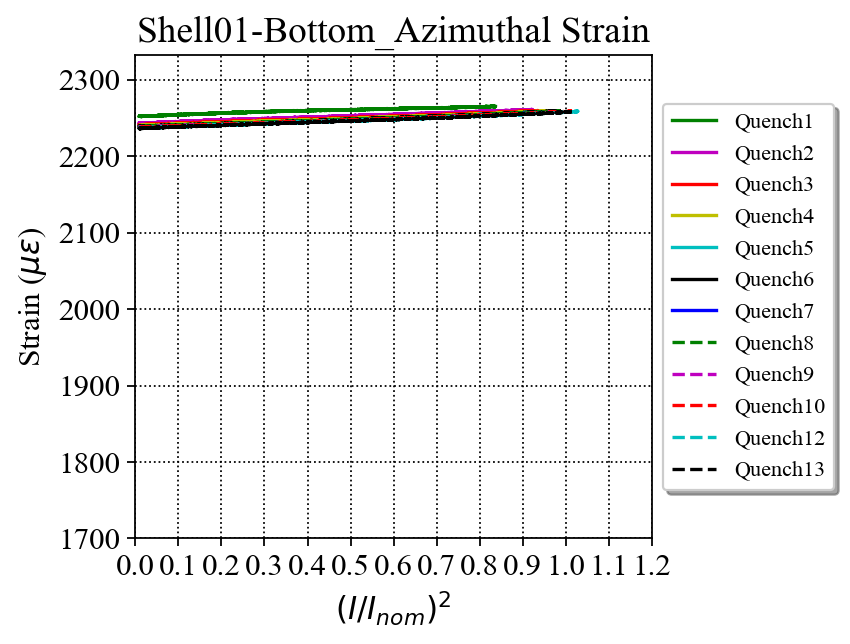 Shell01-Bottom_Azimuthal Strain
Strain (με)
2300
2200
2100
2000
1900
1800
1700
0.0 0.1 0.2 0.3 0.4 0.5 0.6 0.7 0.8 0.9 1.0 1.1 1.2
(I/I_nom)^2
Quench1
Quench2
Quench3
Quench4
Quench5
Quench6
Quench7
Quench8
Quench9
Quench10
Quench12
Quench13